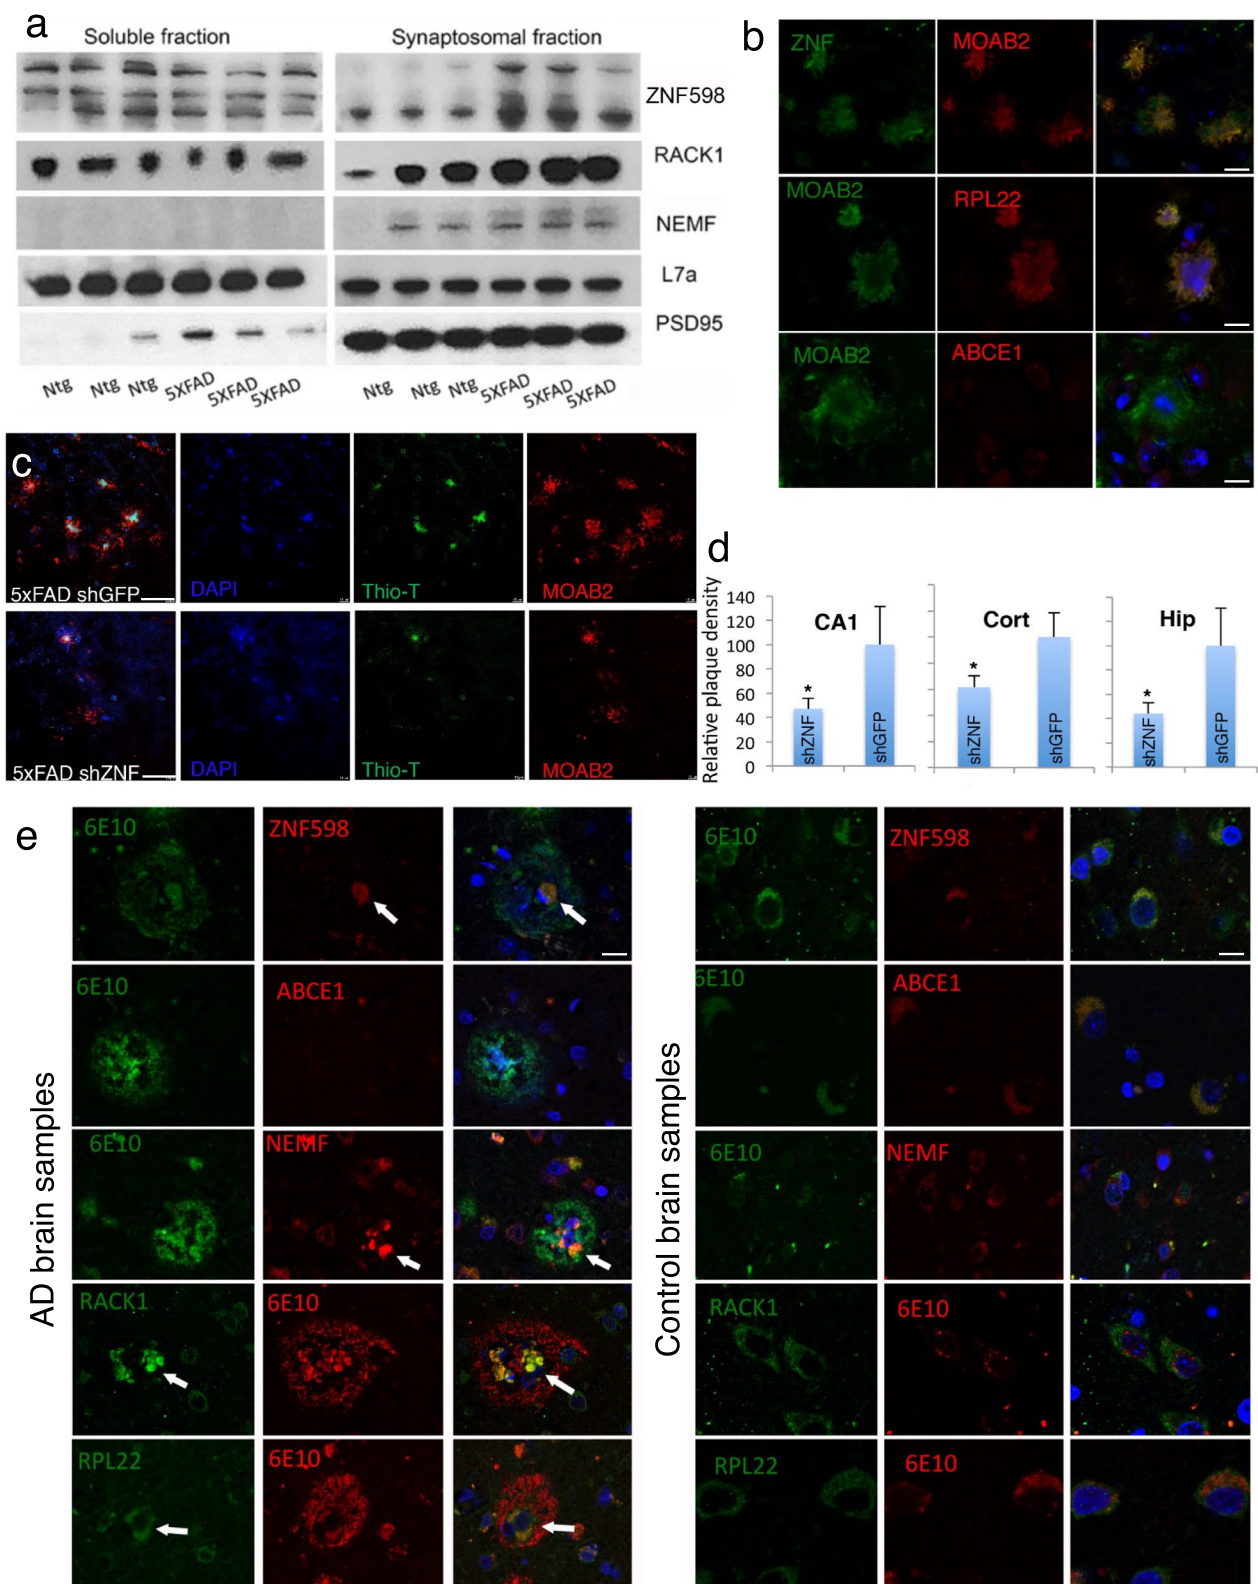 a
Soluble fraction
Synaptosomal fraction
ZNF598
RACK1
NEMF
L7a
PSD95
Ntg Ntg Ntg 5XFAD 5XFAD 5XFAD
Ntg Ntg Ntg 5XFAD 5XFAD 5XFAD
b
ZNF MOAB2
MOAB2 RPL22
MOAB2 ABCE1
c
5xFAD shGFP DAPI Thio-T MOAB2
5xFAD shZNF DAPI Thio-T MOAB2
d
Relative plaque density
140
120
100
80
60
40
20
0
CA1
*
shZNF
shGFP
Cort
*
shZNF
shGFP
Hip
*
shZNF
shGFP
e
AD brain samples
6E10 ZNF598
6E10 ABCE1
6E10 NEMF
RACK1 6E10
RPL22 6E10
Control brain samples
6E10 ZNF598
6E10 ABCE1
6E10 NEMF
RACK1 6E10
RPL22 6E10